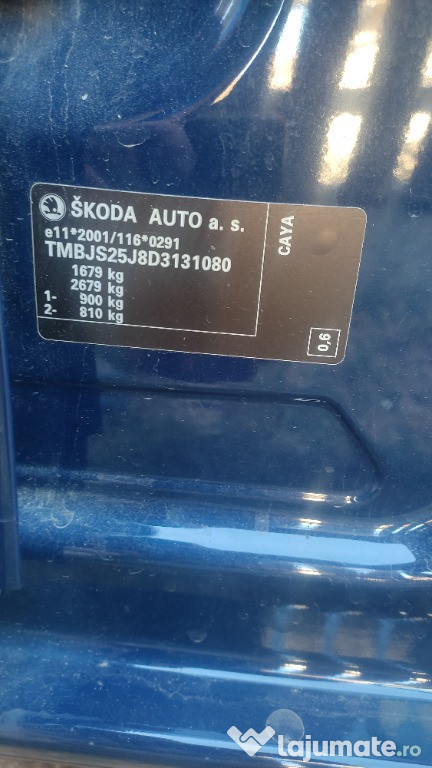 ŠKODA AUTO a. s.
e11*2001/116*0291
TMBJS25J8D3131080
1679 kg
2679 kg
1- 900 kg
2- 810 kg
CAYA
0,6
lajumate.ro